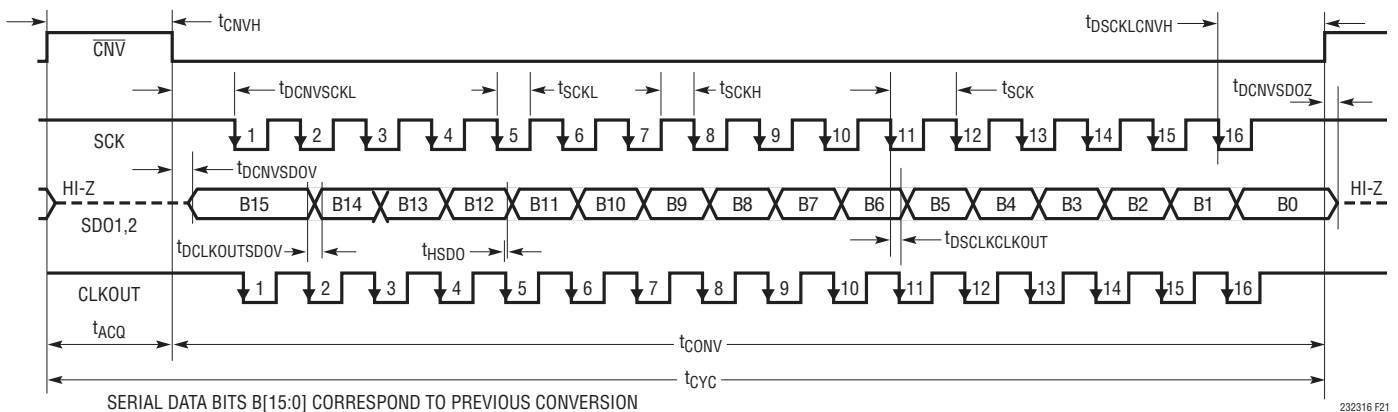 tCNVH
tDSCKLCNVH
CNV
tDCNVSCKL
tSCKL
tSCKH
tSCK
tDCNVSDOZ
SCK
1 2 3 4 5 6 7 8 9 10 11 12 13 14 15 16
tDCNVSDOV
HI-Z
B15 B14 B13 B12 B11 B10 B9 B8 B7 B6 B5 B4 B3 B2 B1 B0
HI-Z
SDO1,2
tDCLKOUTSDOV
tHSDO
tDSCLKCLKOUT
CLKOUT
1 2 3 4 5 6 7 8 9 10 11 12 13 14 15 16
tACQ
tCONV
tCYC
SERIAL DATA BITS B[15:0] CORRESPOND TO PREVIOUS CONVERSION
232316 F21